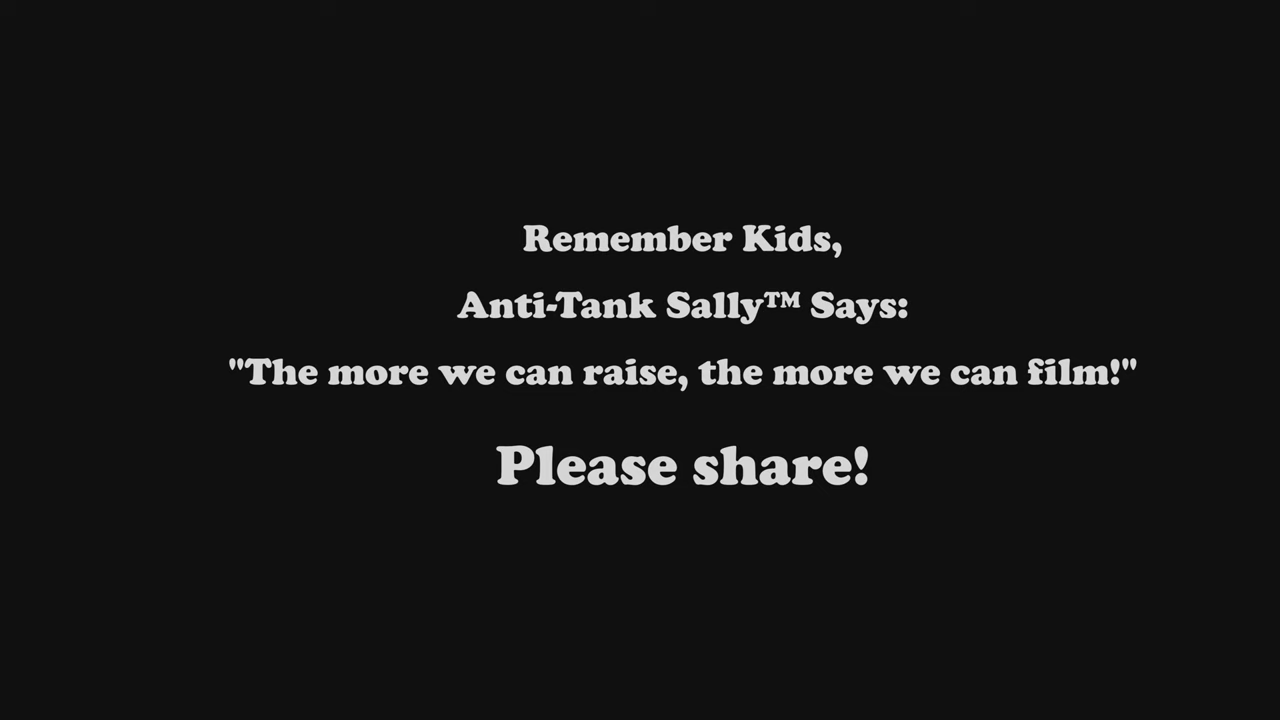 Remember Kids,
Anti-Tank Sally™ Says:
"The more we can raise, the more we can film!"
Please share!